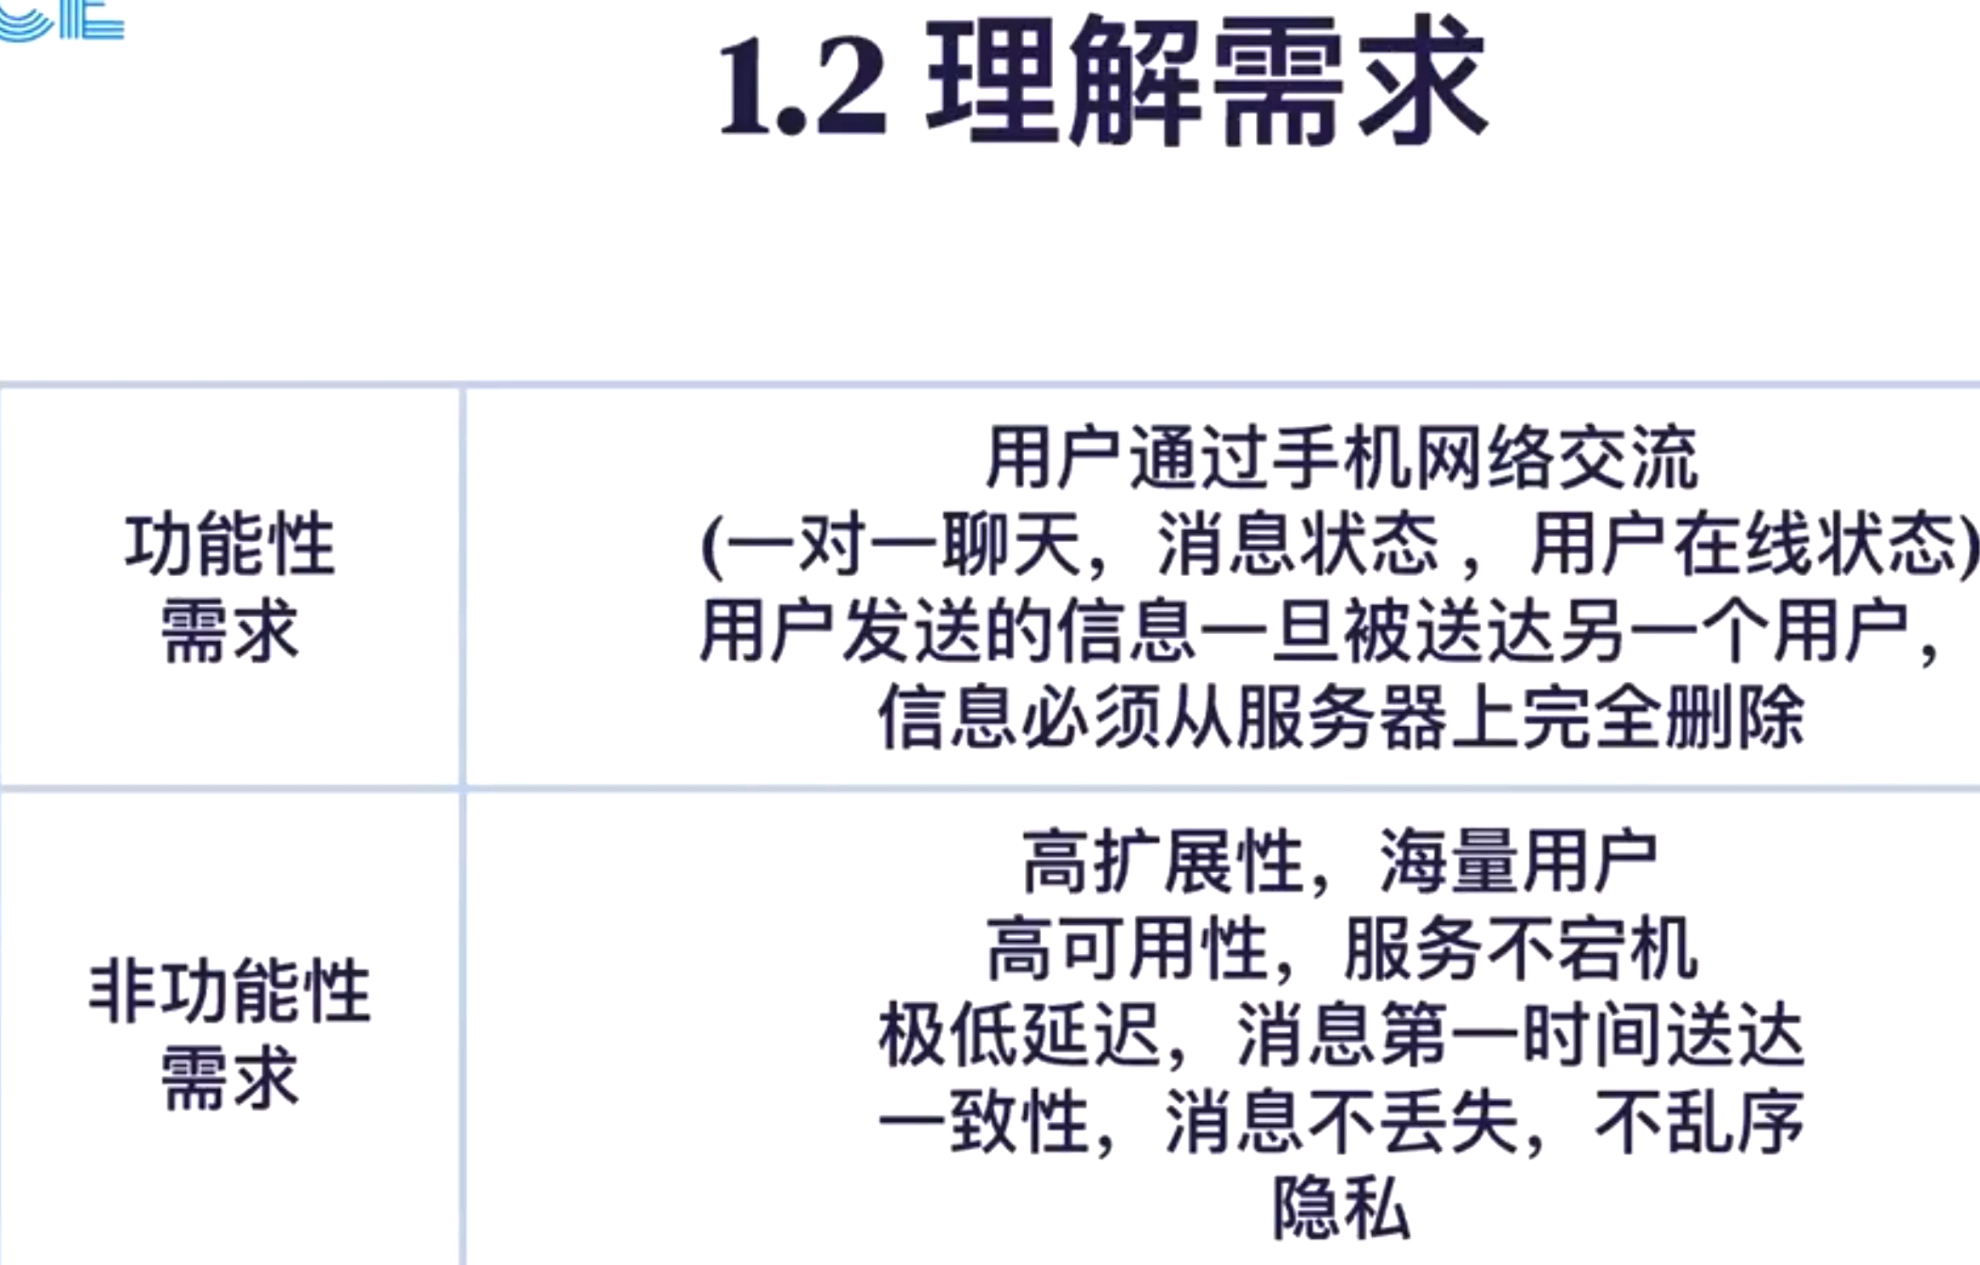 1.2 理解需求
功能性
需求
用户通过手机网络交流
(一对一聊天，消息状态 ，用户在线状态)
用户发送的信息一旦被送达另一个用户，
信息必须从服务器上完全删除
非功能性
需求
高扩展性，海量用户
高可用性，服务不宕机
极低延迟，消息第一时间送达
一致性，消息不丢失，不乱序
隐私